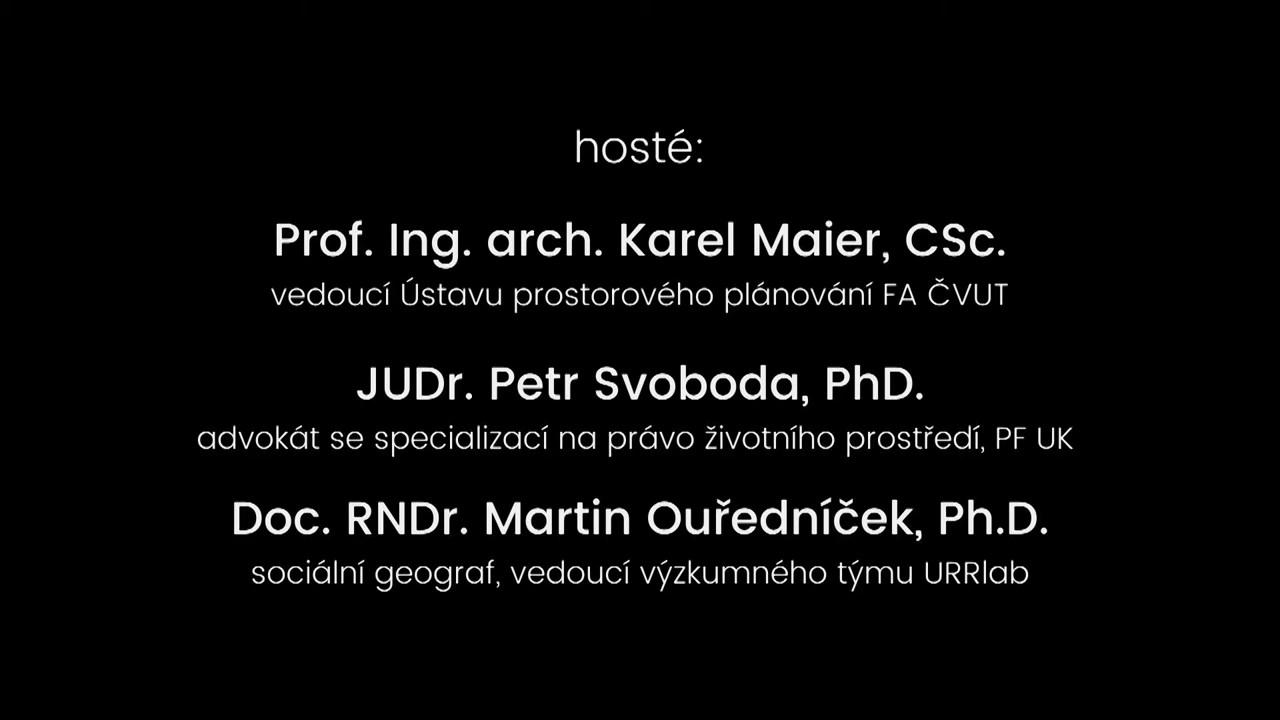 hosté:
Prof. Ing. arch. Karel Maier, CSc.
vedoucí Ústavu prostorového plánování FA ČVUT
JUDr. Petr Svoboda, PhD.
advokát se specializací na právo životního prostředí, PF UK
Doc. RNDr. Martin Ouředníček, Ph.D.
sociální geograf, vedoucí výzkumného týmu URRlab